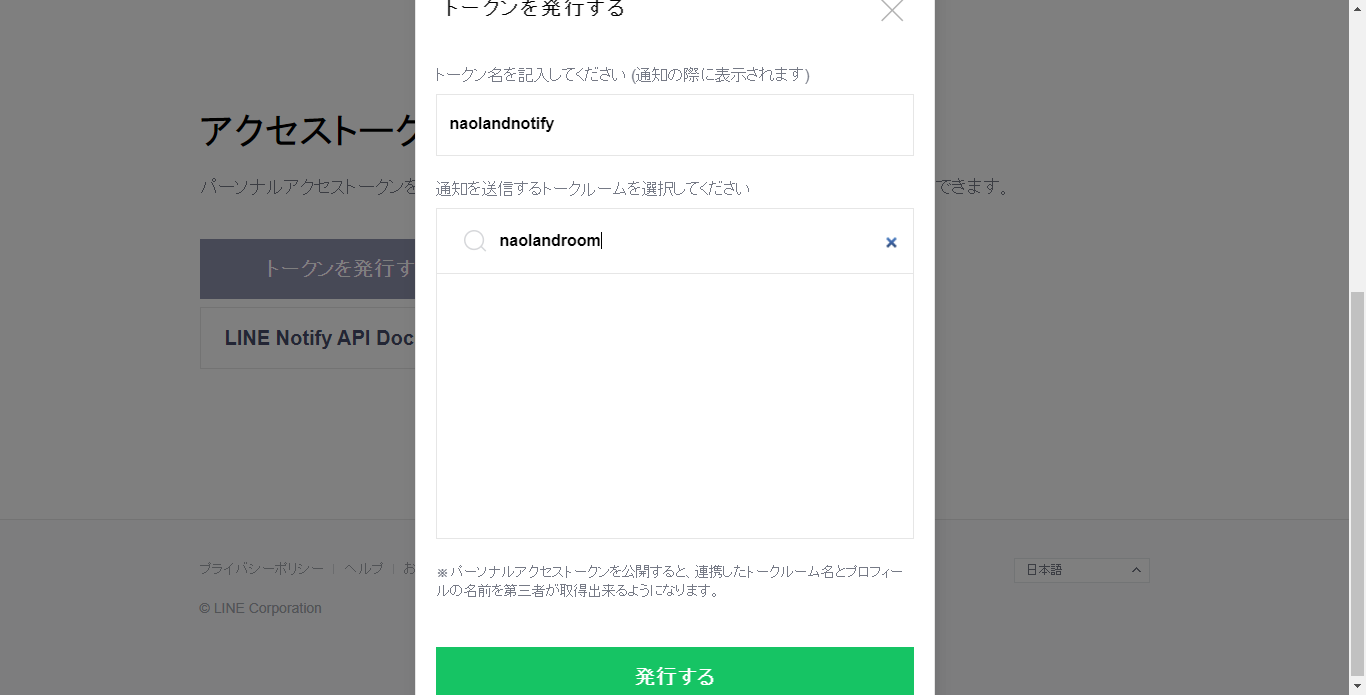 トークンを発行する
トークン名を記入してください (通知の際に表示されます)
naolandnotify
通知を送信するトークルームを選択してください
naolandroom
※パーソナルアクセストークンを公開すると、連携したトークルーム名とプロフィー
ルの名前を第三者が取得出来るようになります。
発行する
アクセストーク
パーソナルアクセストークンを
できます。
トークンを発行す
LINE Notify API Doc
プライバシーポリシー
ヘルプ
お
日本語
© LINE Corporation